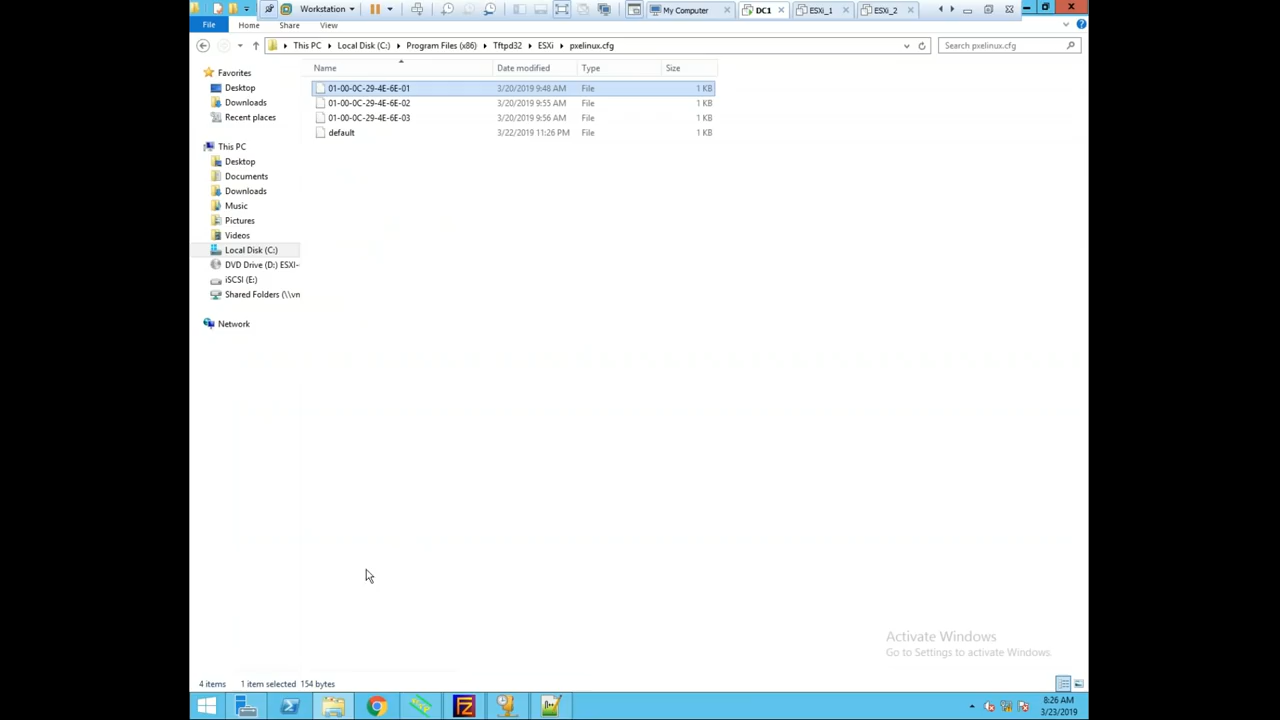 Workstation
My Computer
DC1
ESXi_1
ESXi_2
File
Home
Share
View
This PC
Local Disk (C:)
Program Files (x86)
Tftpd32
ESXi
pxelinux.cfg
Search pxelinux.cfg
Name
Date modified
Type
Size
Favorites
Desktop
Downloads
Recent places
This PC
Desktop
Documents
Downloads
Music
Pictures
Videos
Local Disk (C:)
DVD Drive (D:) ESXI-
iSCSI (E:)
Shared Folders (\\vn
Network
01-00-0C-29-4E-6E-01 3/20/2019 9:48 AM File 1 KB
01-00-0C-29-4E-6E-02 3/20/2019 9:55 AM File 1 KB
01-00-0C-29-4E-6E-03 3/20/2019 9:56 AM File 1 KB
default 3/22/2019 11:26 PM File 1 KB
Activate Windows
Go to Settings to activate Windows.
4 items 1 item selected 154 bytes
8:26 AM
3/23/2019